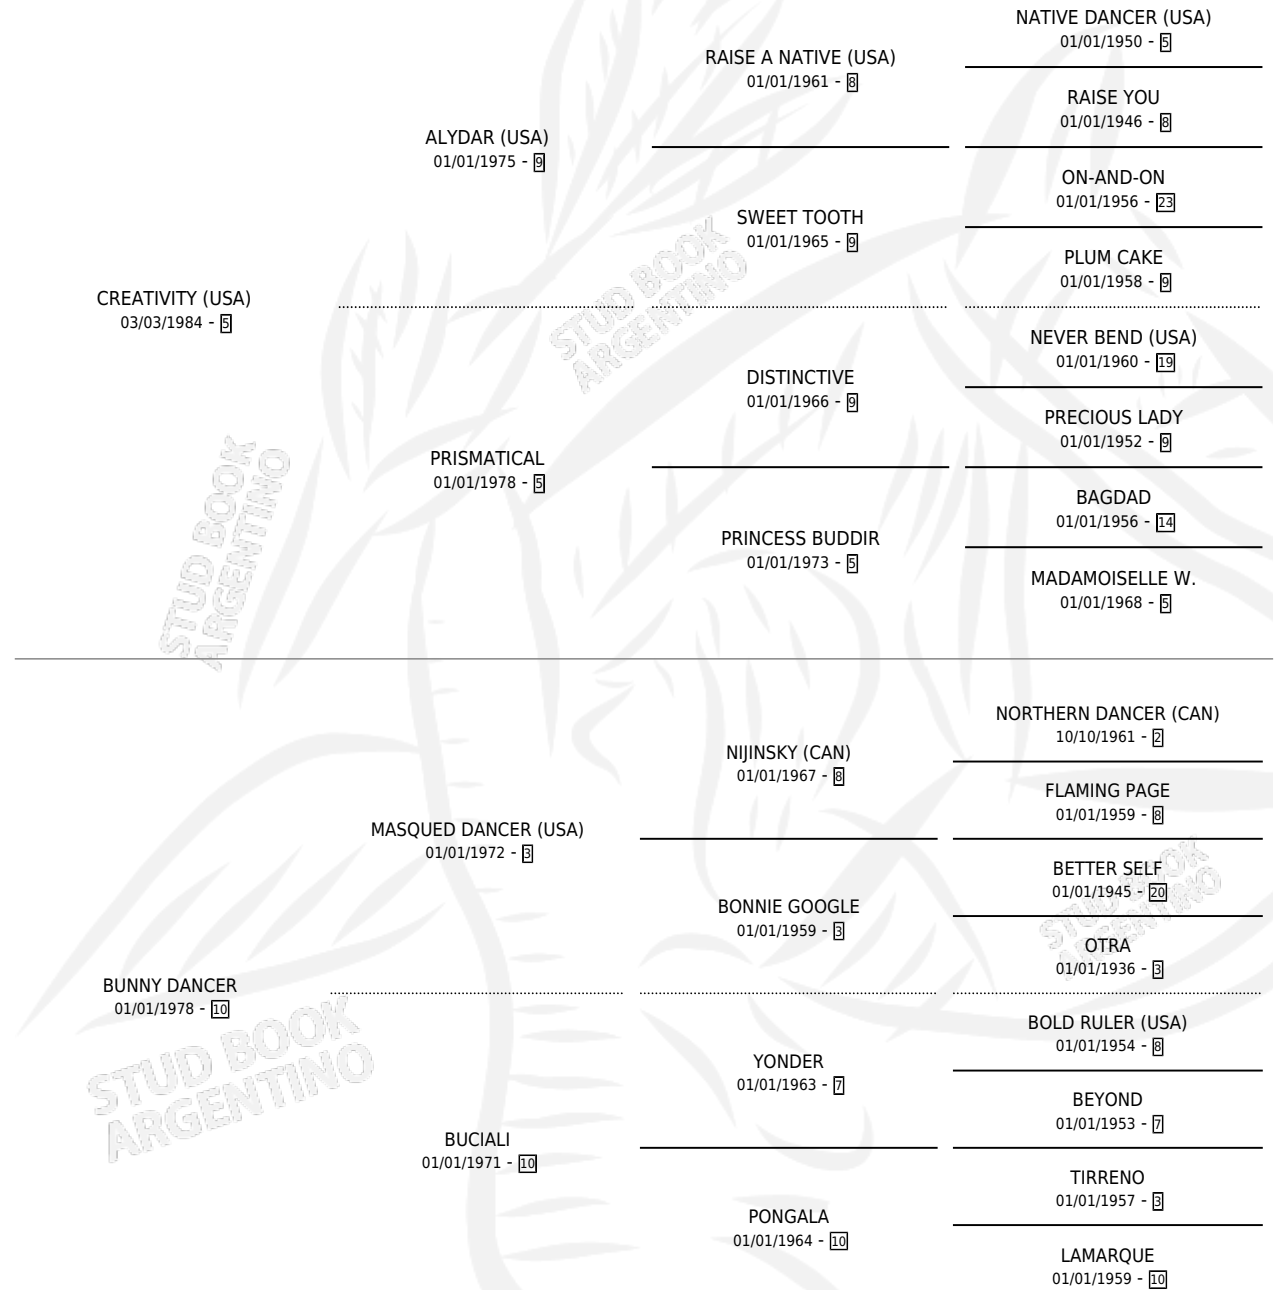 NATIVE DANCER (USA)
01/01/1950 - 5
RAISE A NATIVE (USA)
01/01/1961 - 8
RAISE YOU
01/01/1946 - 8
ALYDAR (USA)
01/01/1975 - 9
ON-AND-ON
01/01/1956 - 23
SWEET TOOTH
01/01/1965 - 9
PLUM CAKE
01/01/1958 - 9
CREATIVITY (USA)
03/03/1984 - 5
NEVER BEND (USA)
01/01/1960 - 19
DISTINCTIVE
01/01/1966 - 9
PRECIOUS LADY
01/01/1952 - 9
PRISMATICAL
01/01/1978 - 5
BAGDAD
01/01/1956 - 14
PRINCESS BUDDIR
01/01/1973 - 5
MADAMOISELLE W.
01/01/1968 - 5
NORTHERN DANCER (CAN)
10/10/1961 - 2
NIJINSKY (CAN)
01/01/1967 - 8
FLAMING PAGE
01/01/1959 - 8
MASQUED DANCER (USA)
01/01/1972 - 3
BETTER SELF
01/01/1945 - 20
BONNIE GOOGLE
01/01/1959 - 3
OTRA
01/01/1936 - 3
BUNNY DANCER
01/01/1978 - 10
BOLD RULER (USA)
01/01/1954 - 8
YONDER
01/01/1963 - 7
BEYOND
01/01/1953 - 7
BUCIALI
01/01/1971 - 10
TIRRENO
01/01/1957 - 3
PONGALA
01/01/1964 - 10
LAMARQUE
01/01/1959 - 10
STUD BOOK
ARGENTINO
STUD BOOK
ARGENTINO
STUD BOOK
ARGENTINO
STUD BOOK
ARGENTINO